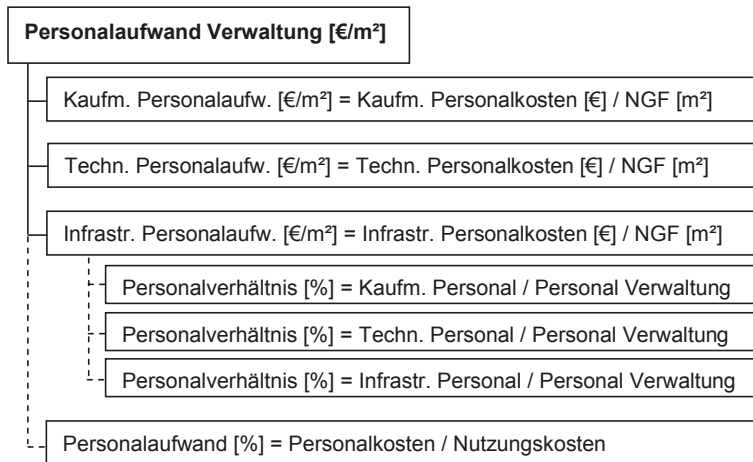 Personalaufwand Verwaltung [€/m²]
Kaufm. Personalaufw. [€/m²] = Kaufm. Personalkosten [€] / NGF [m²]
Techn. Personalaufw. [€/m²] = Techn. Personalkosten [€] / NGF [m²]
Infrastr. Personalaufw. [€/m²] = Infrastr. Personalkosten [€] / NGF [m²]
Personalverhältnis [%] = Kaufm. Personal / Personal Verwaltung
Personalverhältnis [%] = Techn. Personal / Personal Verwaltung
Personalverhältnis [%] = Infrastr. Personal / Personal Verwaltung
Personalaufwand [%] = Personalkosten / Nutzungskosten